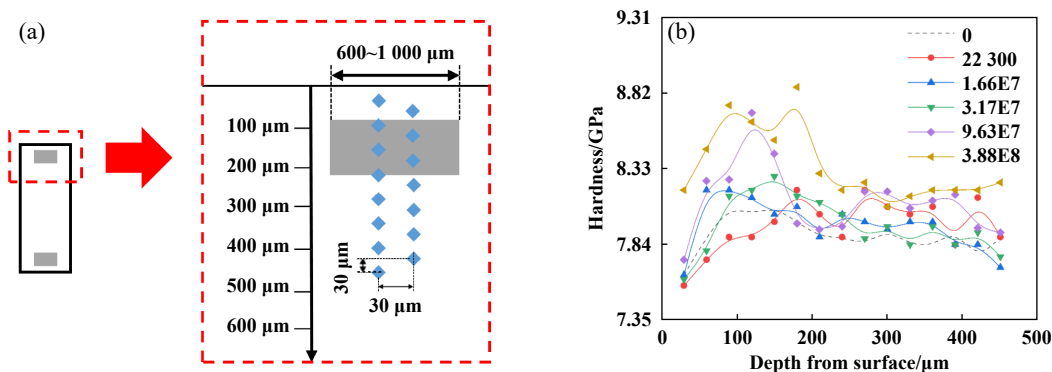 (a)
600~1 000 μm
100 μm
200 μm
300 μm
400 μm
500 μm
600 μm
30 μm
30 μm
(b)
9.31
8.82
8.33
7.84
7.35
Hardness/GPa
0
22 300
1.66E7
3.17E7
9.63E7
3.88E8
0
100
200
300
400
500
Depth from surface/μm